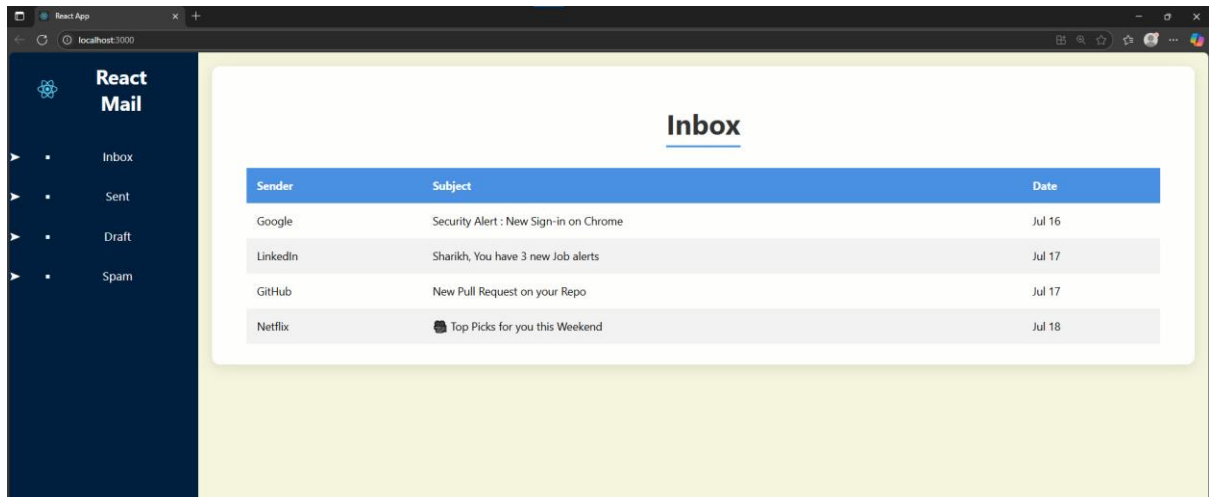 React App
localhost:3000
React
Mail
Inbox
Sent
Draft
Spam
Inbox
Sender Subject Date
Google Security Alert : New Sign-in on Chrome Jul 16
LinkedIn Sharikh, You have 3 new Job alerts Jul 17
GitHub New Pull Request on your Repo Jul 17
Netflix Top Picks for you this Weekend Jul 18